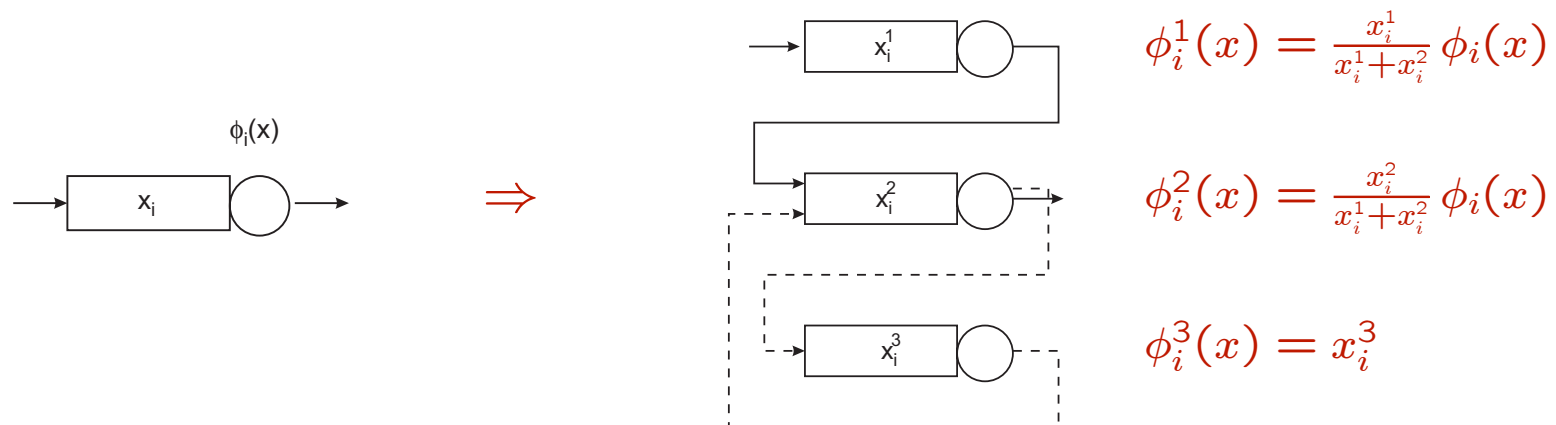 ϕᵢ(x)
xᵢ
⇒
xᵢ¹
ϕᵢ¹(x) = xᵢ¹/(xᵢ¹+xᵢ²) ϕᵢ(x)
xᵢ²
ϕᵢ²(x) = xᵢ²/(xᵢ¹+xᵢ²) ϕᵢ(x)
xᵢ³
ϕᵢ³(x) = xᵢ³